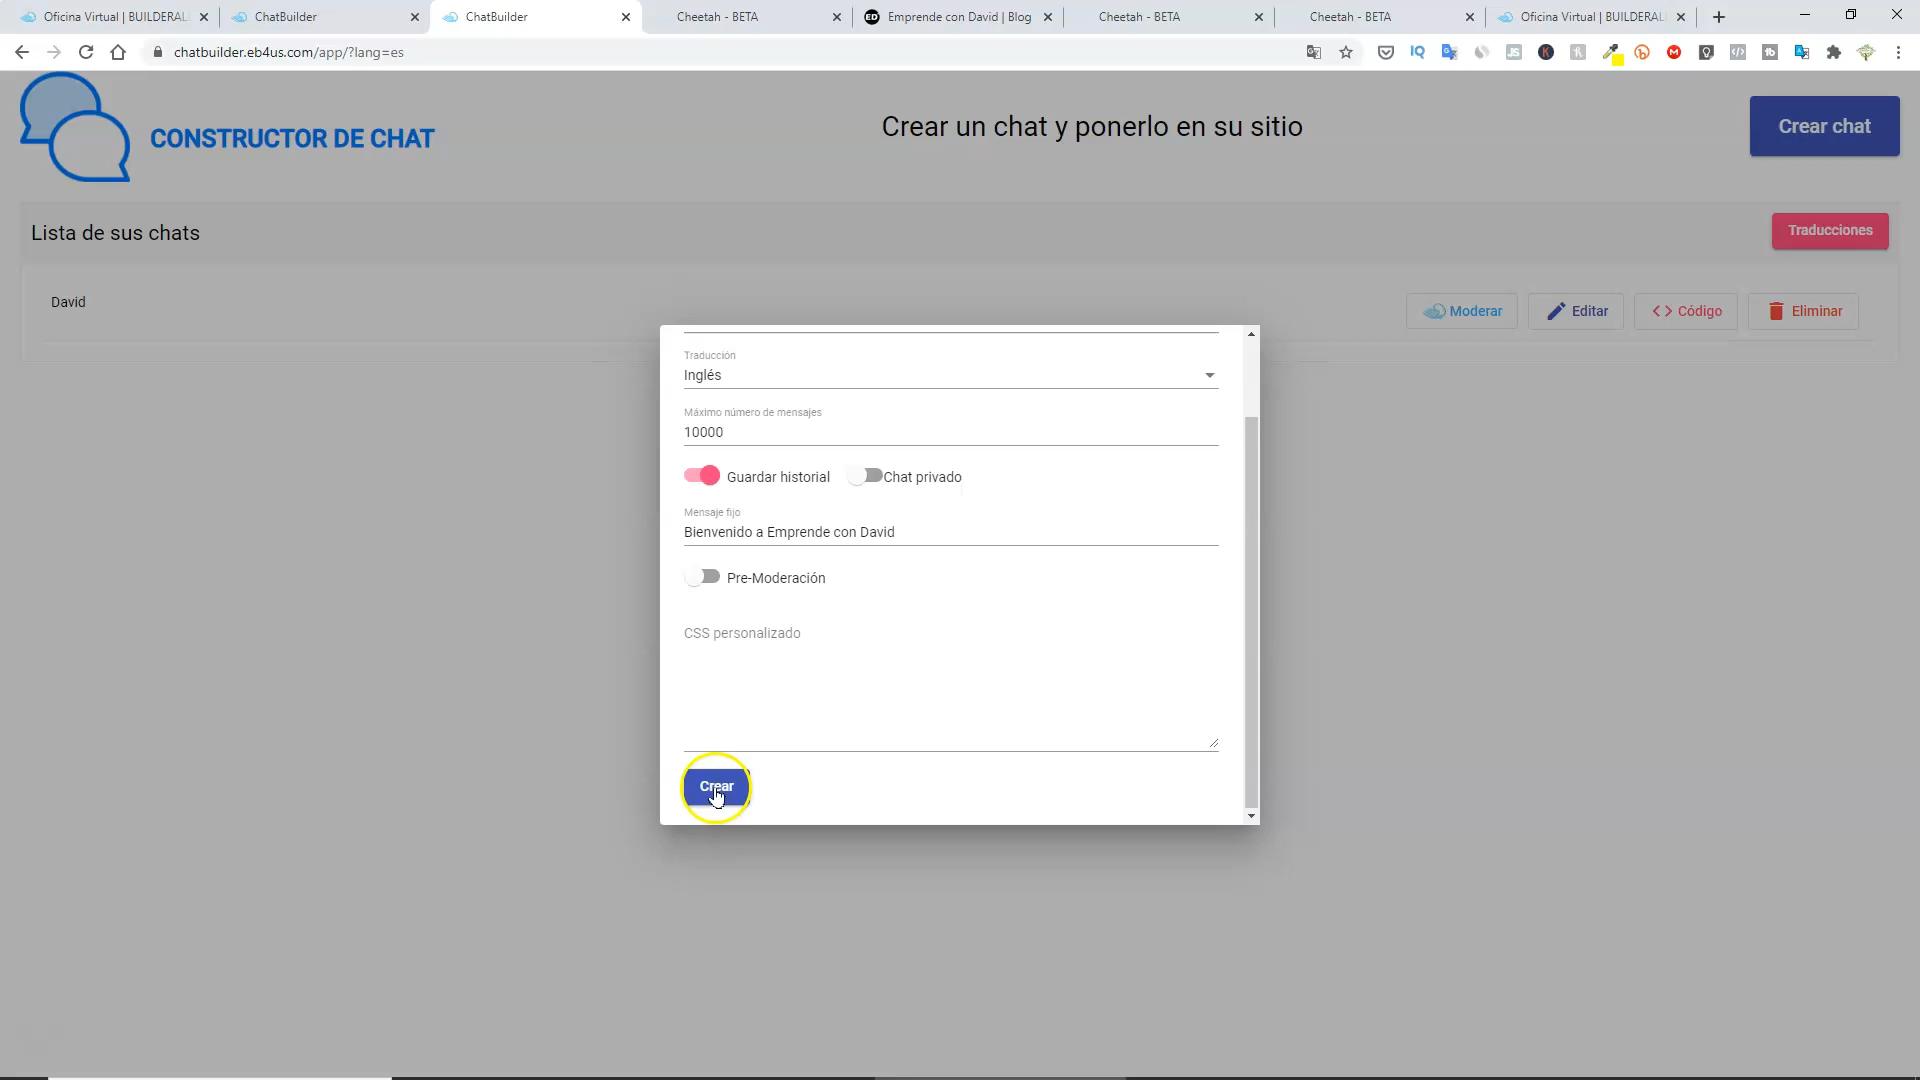 Oficina Virtual | BUILDERAL
ChatBuilder
ChatBuilder
Cheetah - BETA
Emprende con David | Blog
Cheetah - BETA
Cheetah - BETA
Oficina Virtual | BUILDERAL
chatbuilder.eb4us.com/app/?lang=es
CONSTRUCTOR DE CHAT
Crear un chat y ponerlo en su sitio
Crear chat
Lista de sus chats
Traducciones
David
Moderar
Editar
Código
Eliminar
Traducción
Inglés
Máximo número de mensajes
10000
Guardar historial
Chat privado
Mensaje fijo
Bienvenido a Emprende con David
Pre-Moderación
CSS personalizado
Crear